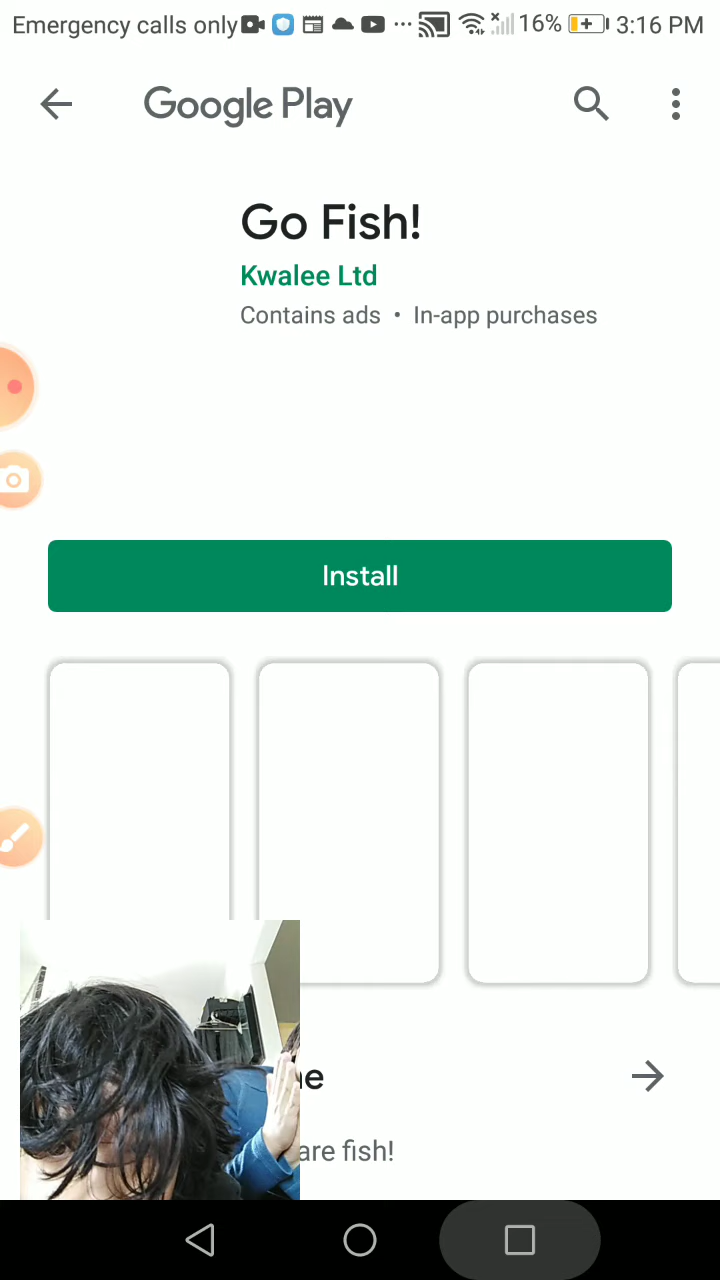 Emergency calls only 16% 3:16 PM
Google Play
Go Fish!
Kwalee Ltd
Contains ads • In-app purchases
Install
are fish!